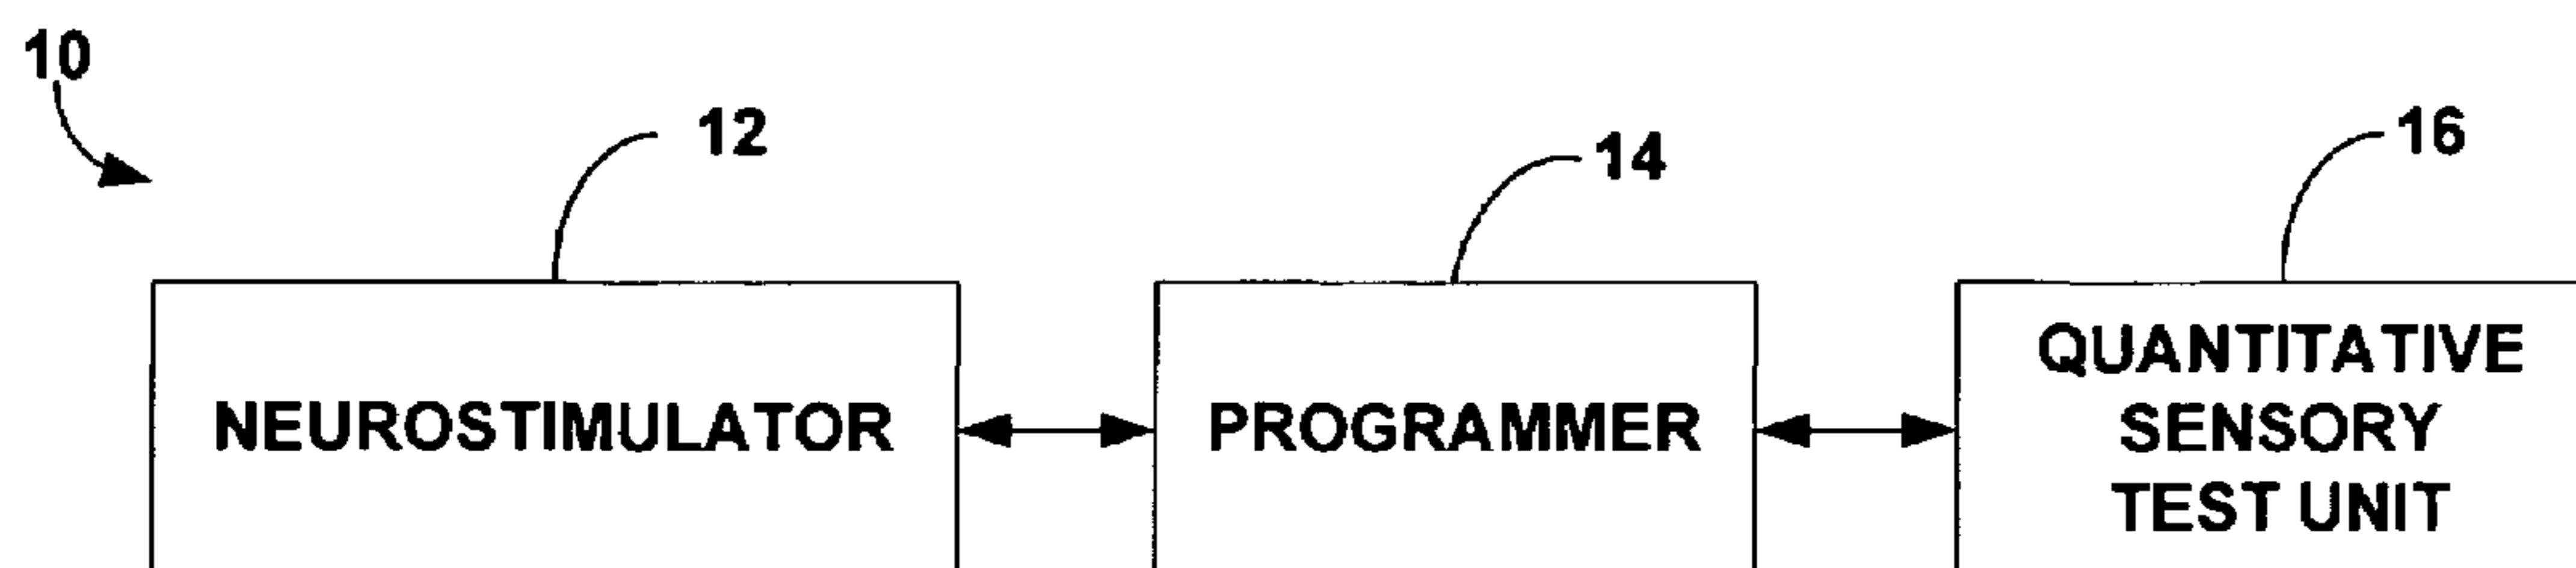 10
12
14
16
NEUROSTIMULATOR
PROGRAMMER
QUANTITATIVE
SENSORY
TEST UNIT